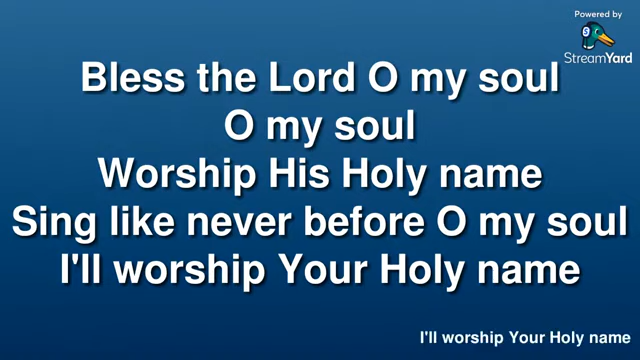 Powered by
StreamYard
Bless the Lord O my soul
O my soul
Worship His Holy name
Sing like never before O my soul
I'll worship Your Holy name
I'll worship Your Holy name